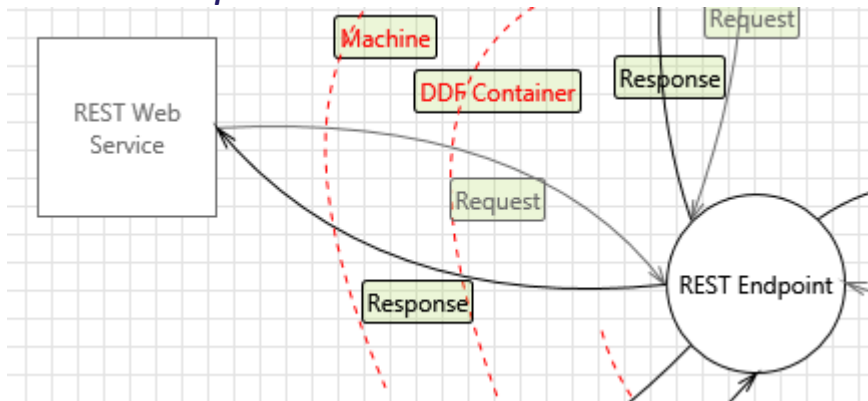 Request
Machine
Response
DDF Container
REST Web
Service
Request
REST Endpoint
Response